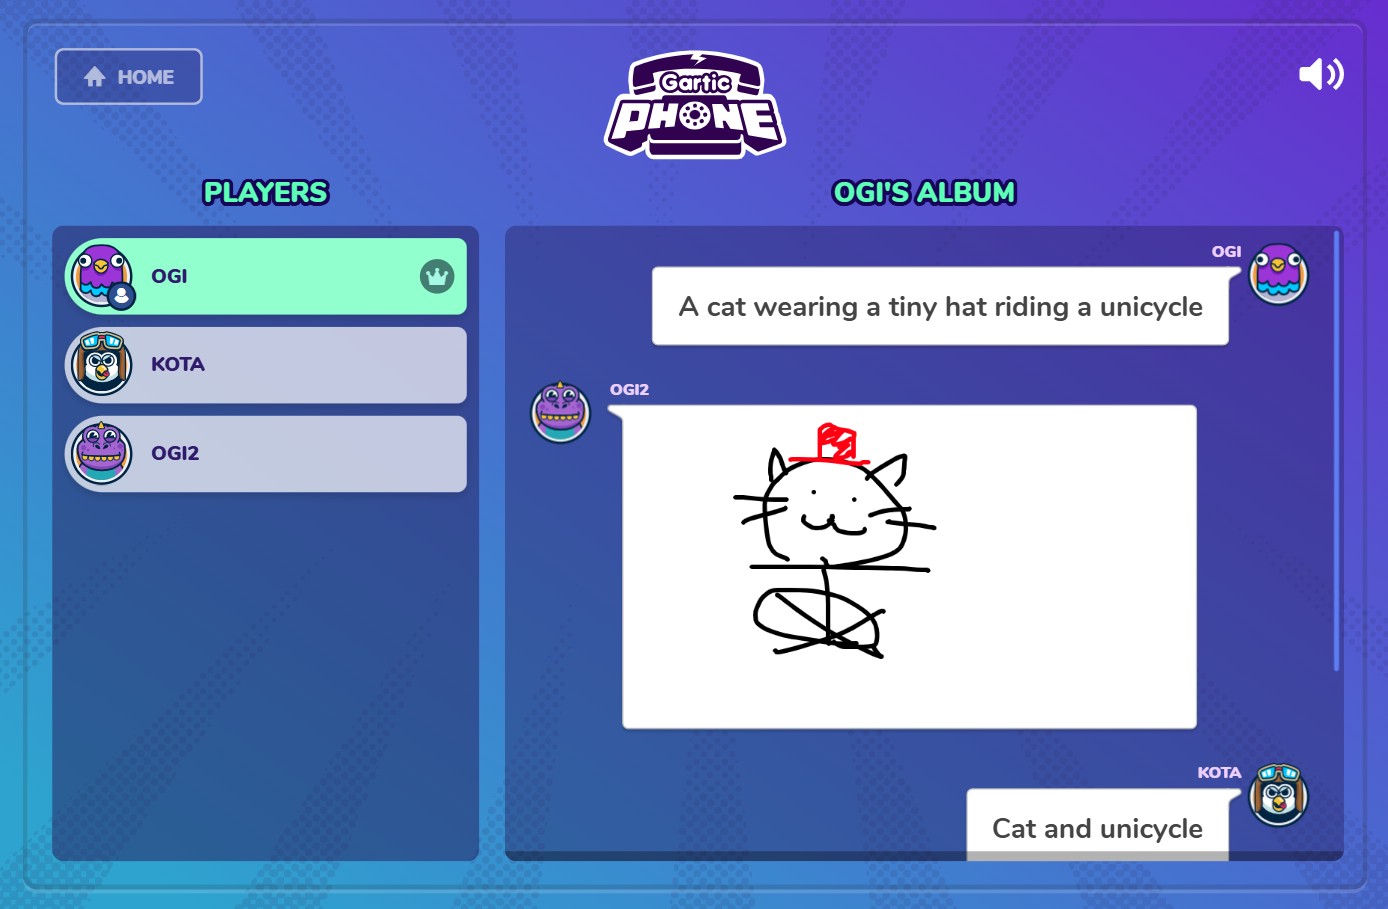 HOME
Gartic
PHONE
PLAYERS
OGI
KOTA
OGI2
OGI'S ALBUM
OGI
A cat wearing a tiny hat riding a unicycle
OGI2
KOTA
Cat and unicycle